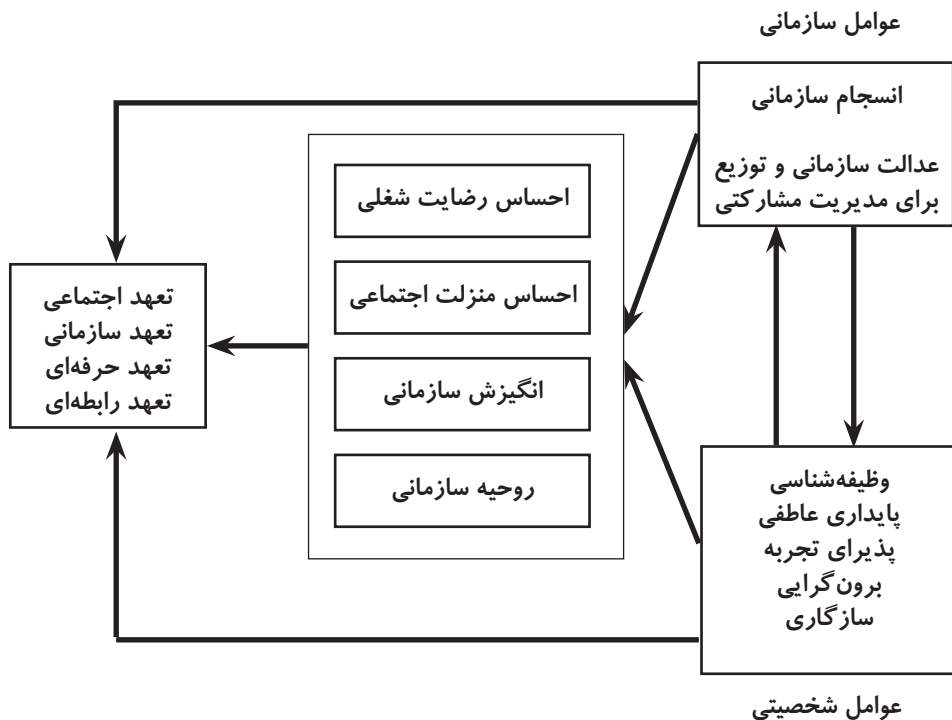 عوامل سازمانی
انسجام سازمانی
عدالت سازمانی و توزیع
برای مدیریت مشارکتی
احساس رضایت شغلی
احساس منزلت اجتماعی
انگیزش سازمانی
روحیه سازمانی
تعهد اجتماعی
تعهد سازمانی
تعهد حرفه‌ای
تعهد رابطه‌ای
وظیفه‌شناسی
پایداری عاطفی
پذیرای تجربه
برون‌گرایی
سازگاری
عوامل شخصیتی